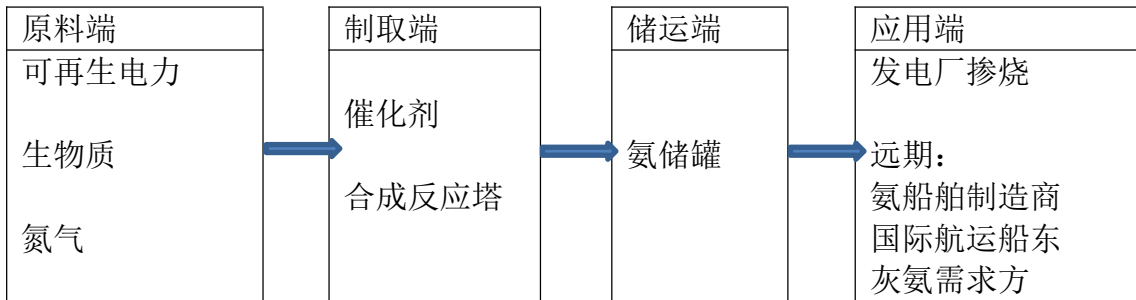 原料端
可再生电力
生物质
氮气
制取端
催化剂
合成反应塔
储运端
氨储罐
应用端
发电厂掺烧
远期：
氨船舶制造商
国际航运船东
灰氨需求方